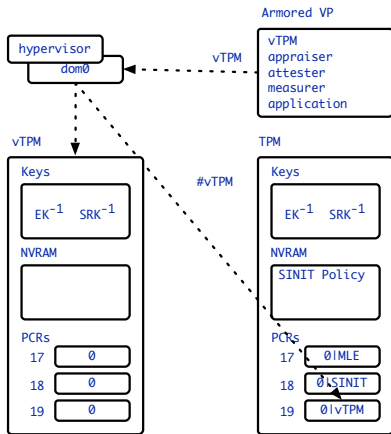 Armored VP
hypervisor
dom0
vTPM
vTPM
appraiser
attester
measurer
application
vTPM
TPM
Keys
EK⁻¹ SRK⁻¹
#vTPM
Keys
EK⁻¹ SRK⁻¹
NVRAM
NVRAM
SINIT Policy
PCRs
17 0
18 0
19 0
PCRs
17 0|MLE
18 0|SINIT
19 0|vTPM